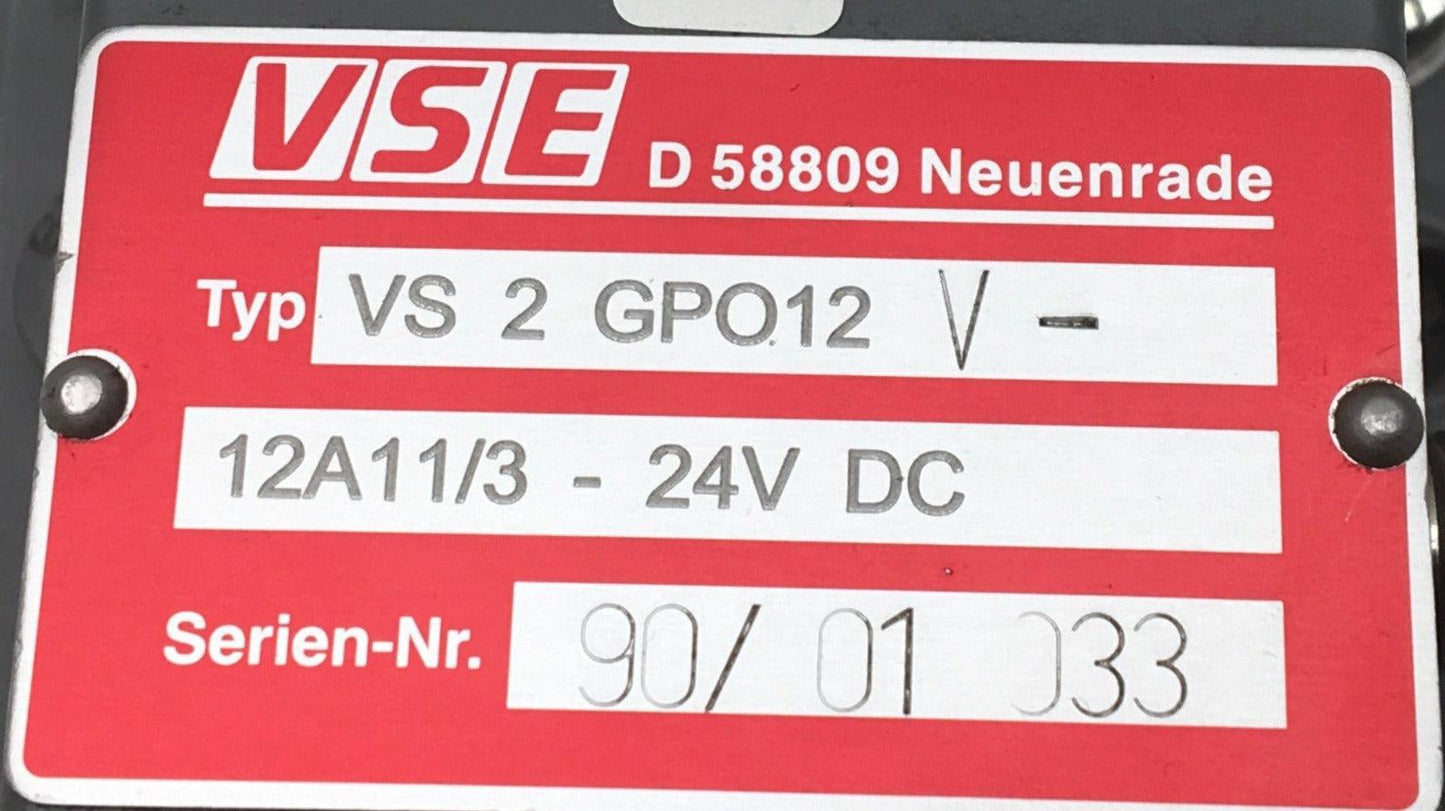 VSE D 58809 Neuenrade
Typ VS 2 GPO12 V -
12A11/3 - 24V DC
Serien-Nr. 90/ 01 033